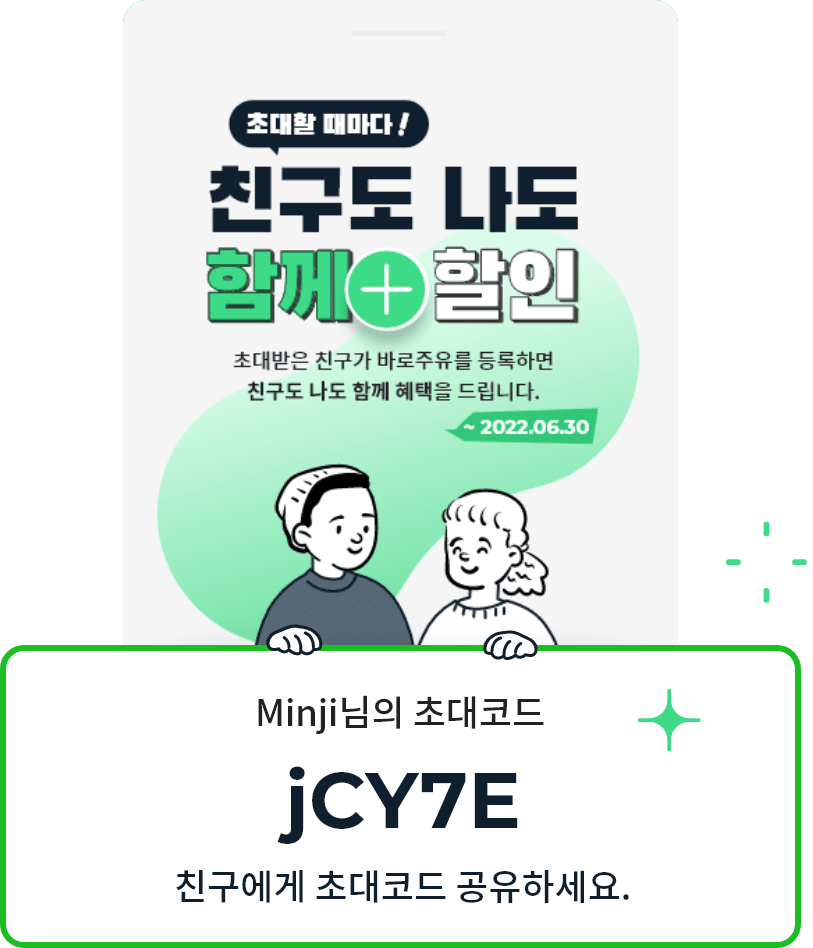 초대할 때마다!
친구도 나도
함께+할인
초대받은 친구가 바로주유를 등록하면
친구도 나도 함께 혜택을 드립니다.
~ 2022.06.30
Minji님의 초대코드
jCY7E
친구에게 초대코드 공유하세요.